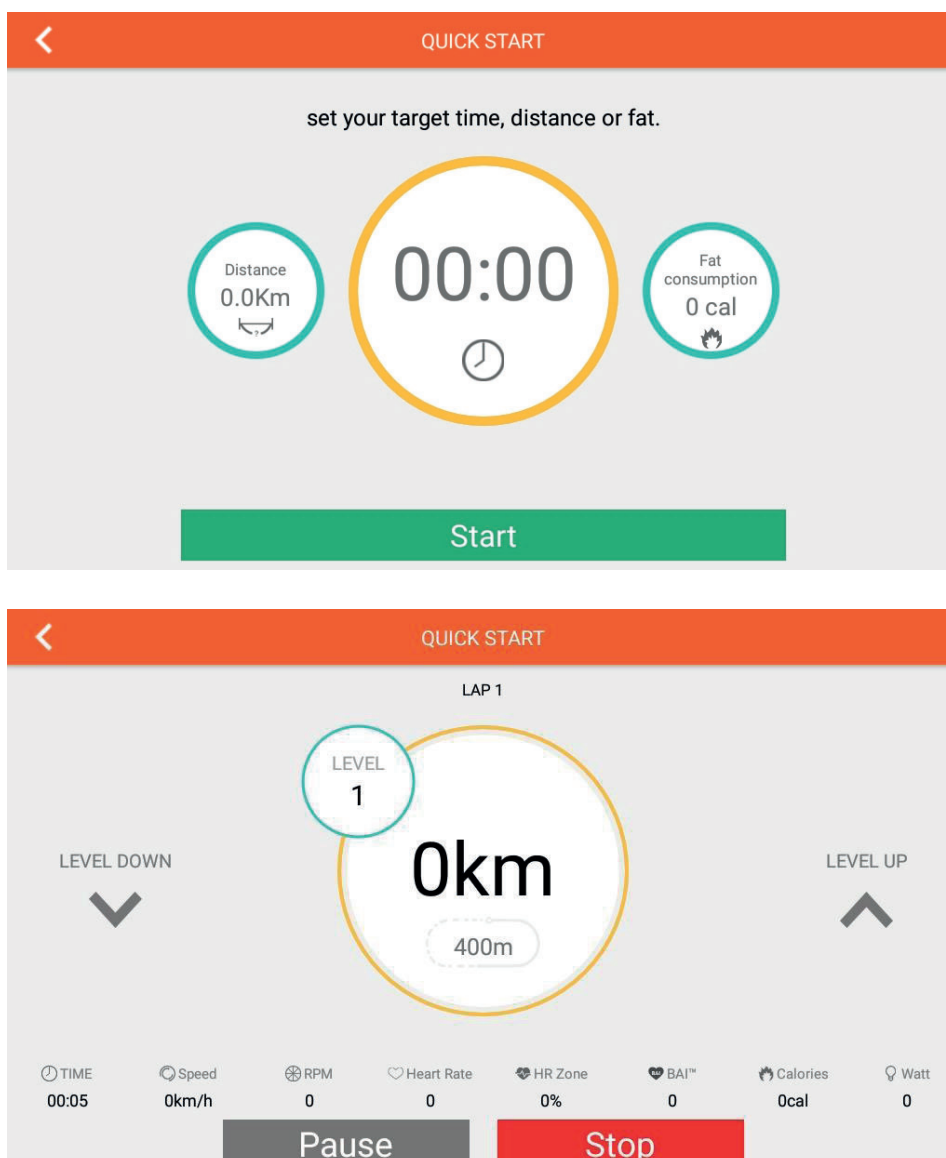 QUICK START
set your target time, distance or fat.
Distance
0.0Km
?
00:00
Fat
consumption
0 cal
Start
QUICK START
LAP 1
LEVEL
1
LEVEL DOWN
0km
400m
LEVEL UP
TIME Speed RPM Heart Rate HR Zone BAI™ Calories Watt
00:05 0km/h 0 0 0% 0 0cal 0
Pause Stop